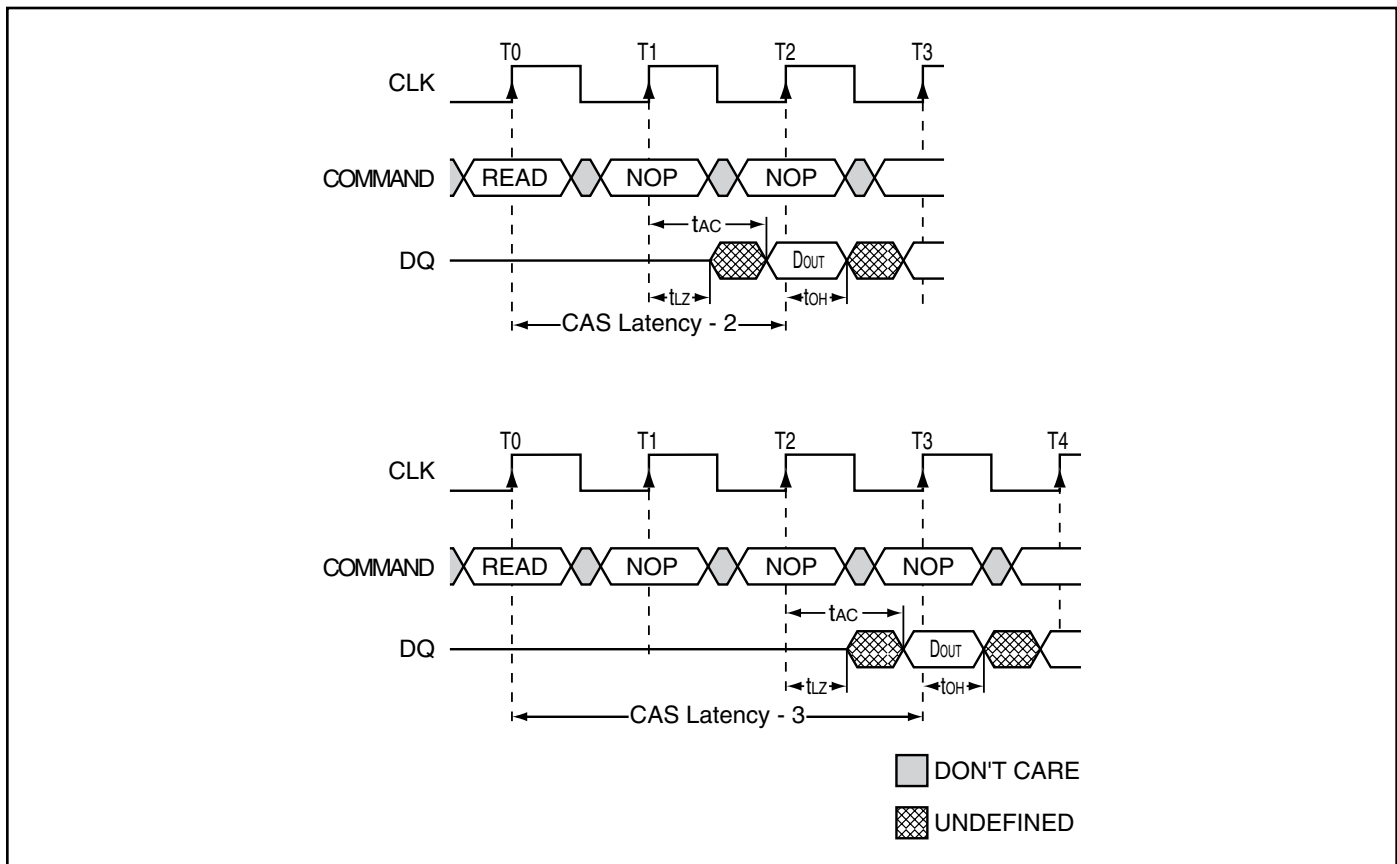 T0 T1 T2 T3
CLK
COMMAND READ NOP NOP
tAC
DQ DOUT
tLZ tOH
CAS Latency - 2
T0 T1 T2 T3 T4
CLK
COMMAND READ NOP NOP NOP
tAC
DQ DOUT
tLZ tOH
CAS Latency - 3
DON'T CARE
UNDEFINED